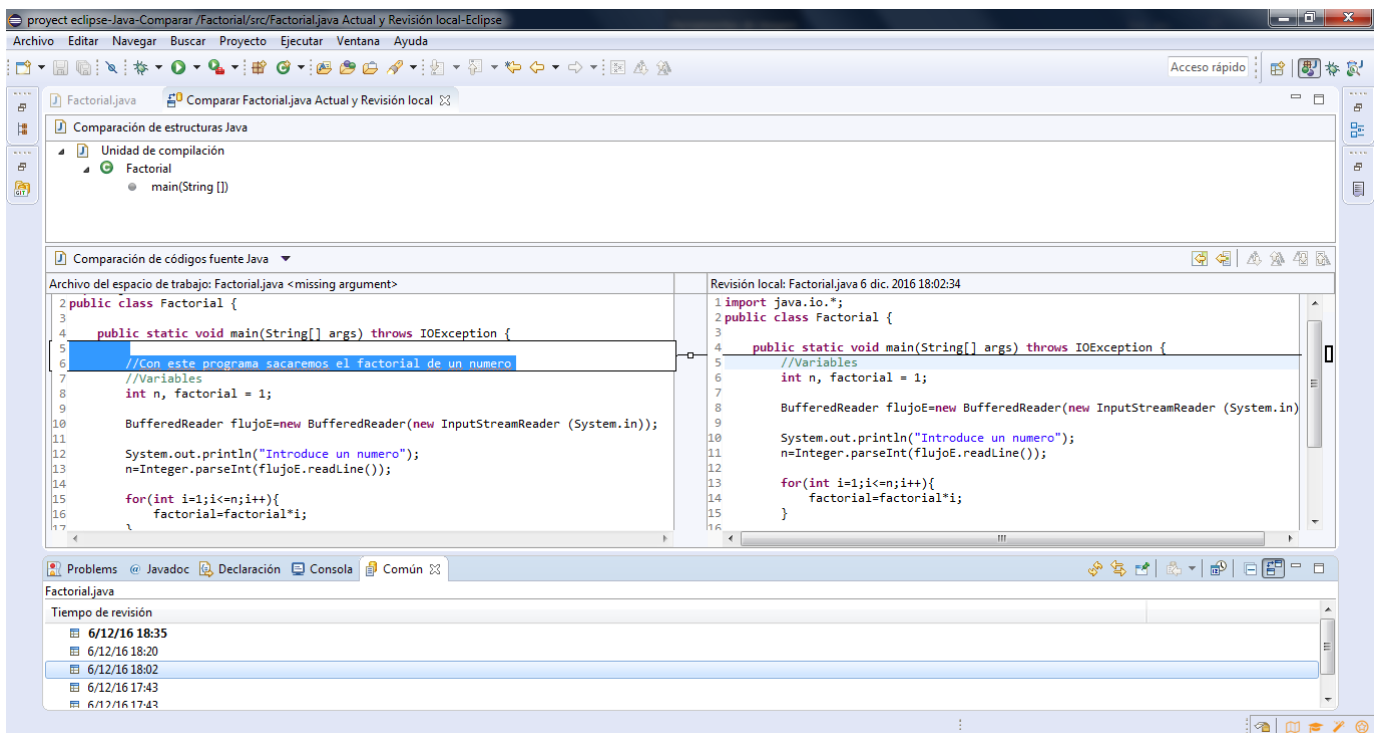 proyect eclipse-Java-Comparar /Factorial/src/Factorial.java Actual y Revisión local-Eclipse
Archivo Editar Navegar Buscar Proyecto Ejecutar Ventana Ayuda
Acceso rápido
Factorial.java Comparar Factorial.java Actual y Revisión local
Comparación de estructuras Java
Unidad de compilación
Factorial
main(String [])
GIT
Comparación de códigos fuente Java
Archivo del espacio de trabajo: Factorial.java <missing argument>
2 public class Factorial {
3
4 public static void main(String[] args) throws IOException {
5
6 //Con este programa sacaremos el factorial de un numero
7 //Variables
8 int n, factorial = 1;
9
10 BufferedReader flujoE=new BufferedReader(new InputStreamReader (System.in));
11
12 System.out.println("Introduce un numero");
13 n=Integer.parseInt(flujoE.readLine());
14
15 for(int i=1;i<=n;i++){
16 factorial=factorial*i;
17 }
Revisión local: Factorial.java 6 dic. 2016 18:02:34
1 import java.io.*;
2 public class Factorial {
3
4 public static void main(String[] args) throws IOException {
5 //Variables
6 int n, factorial = 1;
7
8 BufferedReader flujoE=new BufferedReader(new InputStreamReader (System.in)
9
10 System.out.println("Introduce un numero");
11 n=Integer.parseInt(flujoE.readLine());
12
13 for(int i=1;i<=n;i++){
14 factorial=factorial*i;
15 }
16
Problems @ Javadoc Declaración Consola Común
Factorial.java
Tiempo de revisión
6/12/16 18:35
6/12/16 18:20
6/12/16 18:02
6/12/16 17:43
6/12/16 17:43